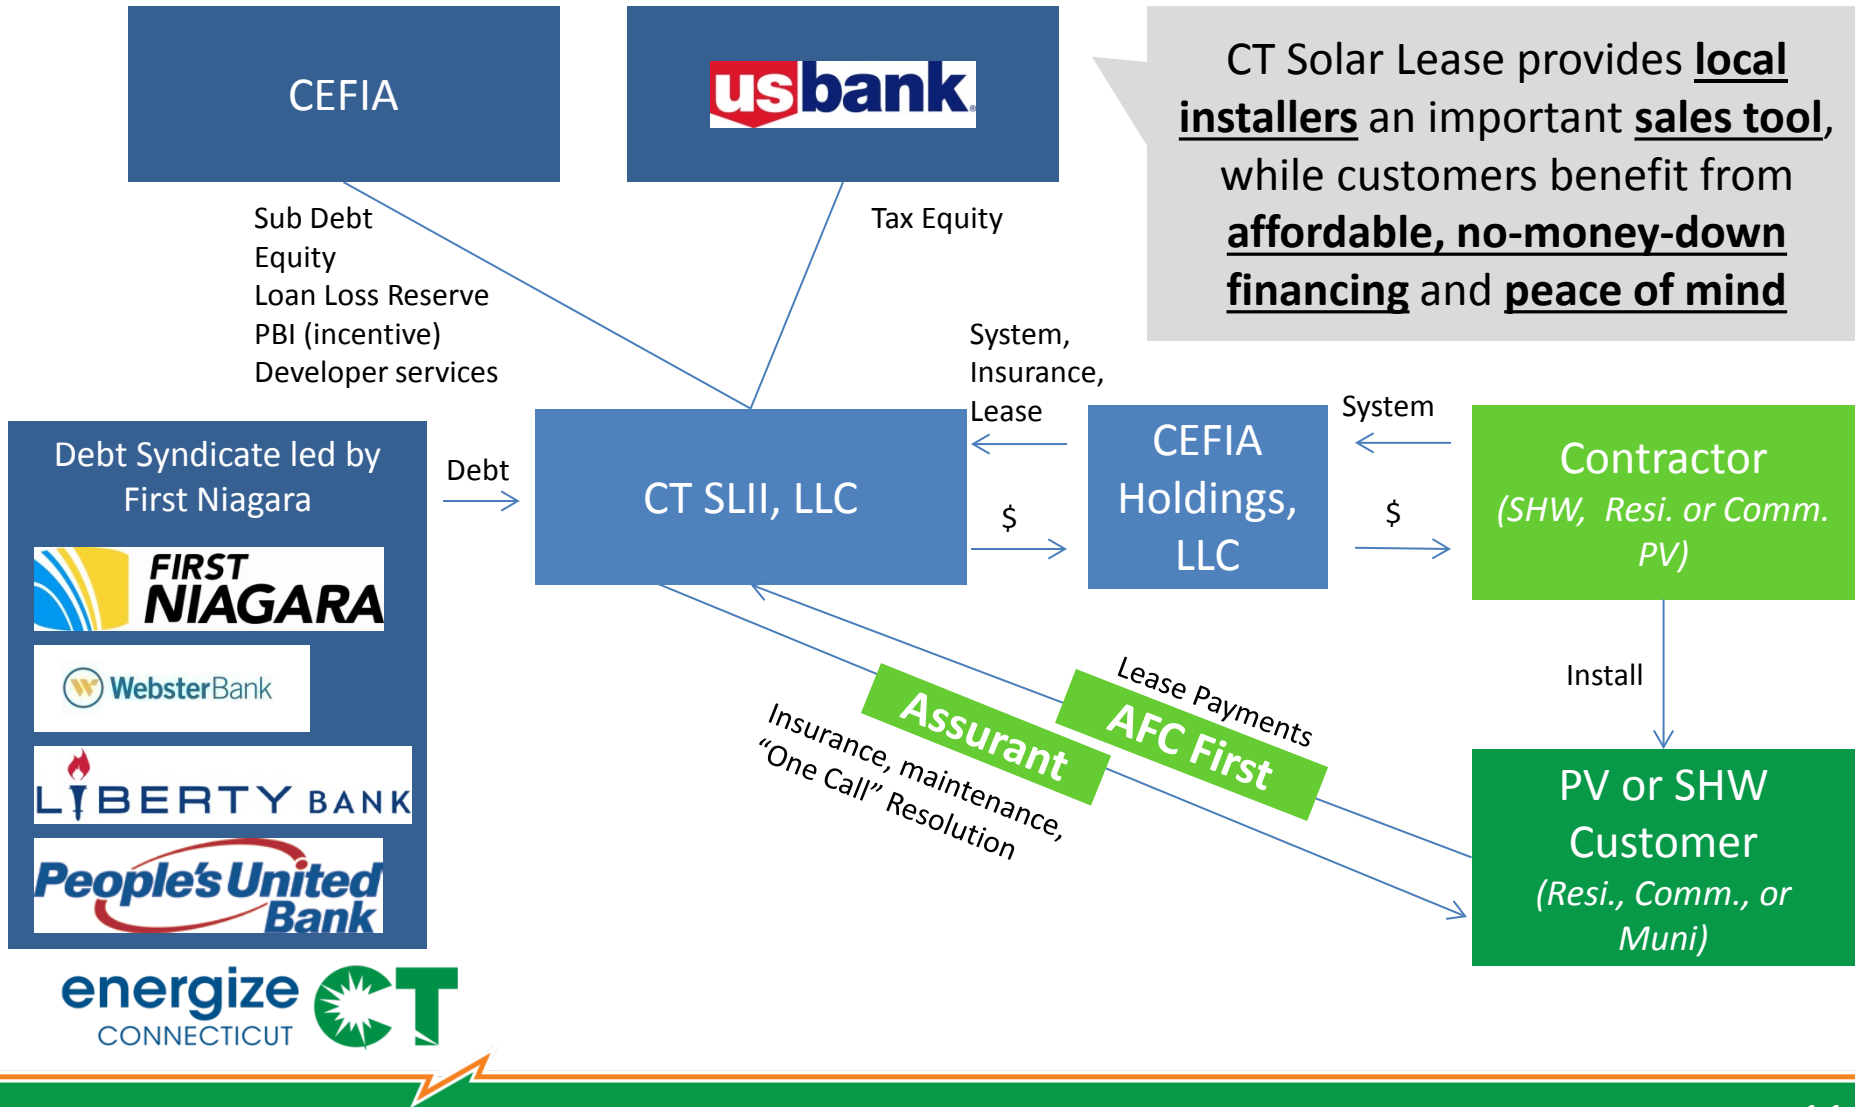 CEFIA
usbank
CT Solar Lease provides local
installers an important sales tool,
while customers benefit from
affordable, no-money-down
financing and peace of mind
Sub Debt
Equity
Loan Loss Reserve
PBI (incentive)
Developer services
Tax Equity
System,
Insurance,
Lease
System
Debt Syndicate led by
First Niagara
FIRST
NIAGARA
WebsterBank
LIBERTY BANK
People's United
Bank
Debt
CT SLII, LLC
$
CEFIA
Holdings,
LLC
$
Contractor
(SHW, Resi. or Comm.
PV)
Install
Lease Payments
AFC First
Assurant
Insurance, maintenance,
“One Call” Resolution
PV or SHW
Customer
(Resi., Comm., or
Muni)
energize CT
CONNECTICUT